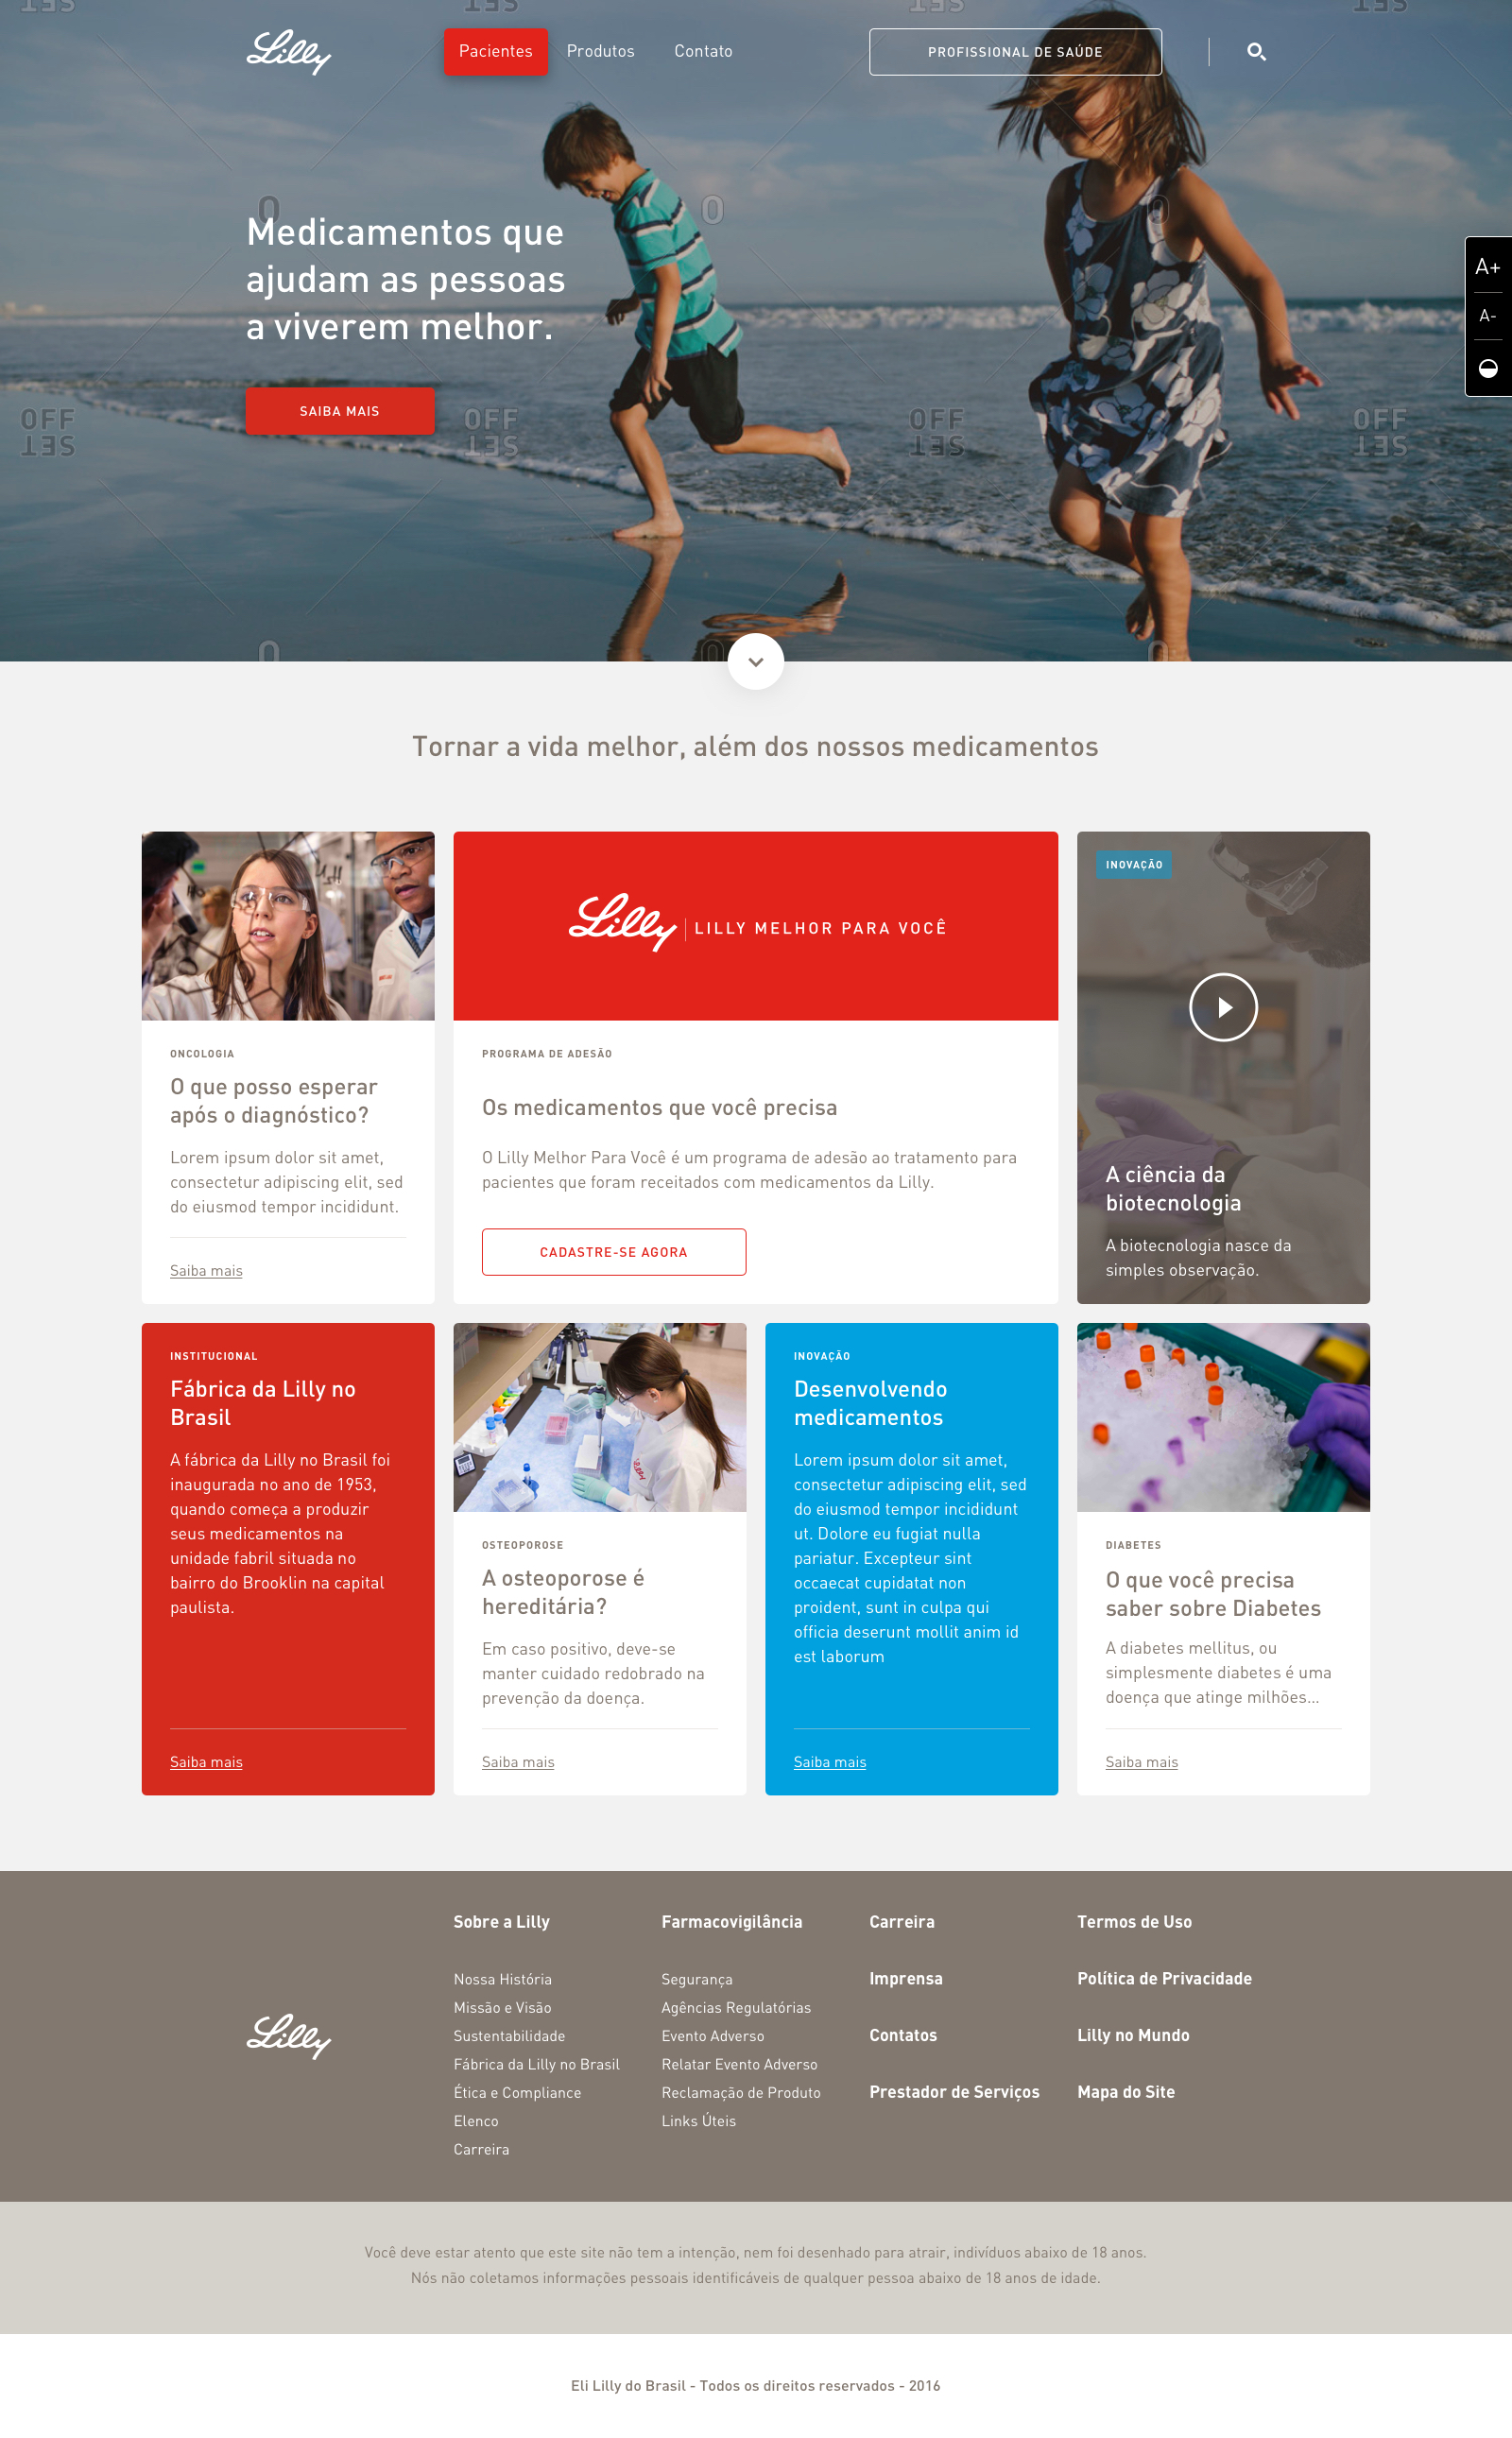 Lilly
Pacientes
Produtos
Contato
PROFISSIONAL DE SAÚDE
Medicamentos que
ajudam as pessoas
a viverem melhor.
SAIBA MAIS
A+
A-
OFF
SET
OFF
SET
OFF
SET
OFF
SET
Tornar a vida melhor, além dos nossos medicamentos
ONCOLOGIA
O que posso esperar
após o diagnóstico?
Lorem ipsum dolor sit amet,
consectetur adipiscing elit, sed
do eiusmod tempor incididunt.
Saiba mais
Lilly | LILLY MELHOR PARA VOCÊ
PROGRAMA DE ADESÃO
Os medicamentos que você precisa
O Lilly Melhor Para Você é um programa de adesão ao tratamento para
pacientes que foram receitados com medicamentos da Lilly.
CADASTRE-SE AGORA
INOVAÇÃO
A ciência da
biotecnologia
A biotecnologia nasce da
simples observação.
INSTITUCIONAL
Fábrica da Lilly no
Brasil
A fábrica da Lilly no Brasil foi
inaugurada no ano de 1953,
quando começa a produzir
seus medicamentos na
unidade fabril situada no
bairro do Brooklin na capital
paulista.
Saiba mais
Lilly
OSTEOPOROSE
A osteoporose é
hereditária?
Em caso positivo, deve-se
manter cuidado redobrado na
prevenção da doença.
Saiba mais
INOVAÇÃO
Desenvolvendo
medicamentos
Lorem ipsum dolor sit amet,
consectetur adipiscing elit, sed
do eiusmod tempor incididunt
ut. Dolore eu fugiat nulla
pariatur. Excepteur sint
occaecat cupidatat non
proident, sunt in culpa qui
officia deserunt mollit anim id
est laborum
Saiba mais
DIABETES
O que você precisa
saber sobre Diabetes
A diabetes mellitus, ou
simplesmente diabetes é uma
doença que atinge milhões...
Saiba mais
Lilly
Sobre a Lilly
Nossa História
Missão e Visão
Sustentabilidade
Fábrica da Lilly no Brasil
Ética e Compliance
Elenco
Carreira
Farmacovigilância
Segurança
Agências Regulatórias
Evento Adverso
Relatar Evento Adverso
Reclamação de Produto
Links Úteis
Carreira
Imprensa
Contatos
Prestador de Serviços
Termos de Uso
Política de Privacidade
Lilly no Mundo
Mapa do Site
Você deve estar atento que este site não tem a intenção, nem foi desenhado para atrair, indivíduos abaixo de 18 anos.
Nós não coletamos informações pessoais identificáveis de qualquer pessoa abaixo de 18 anos de idade.
Eli Lilly do Brasil - Todos os direitos reservados - 2016